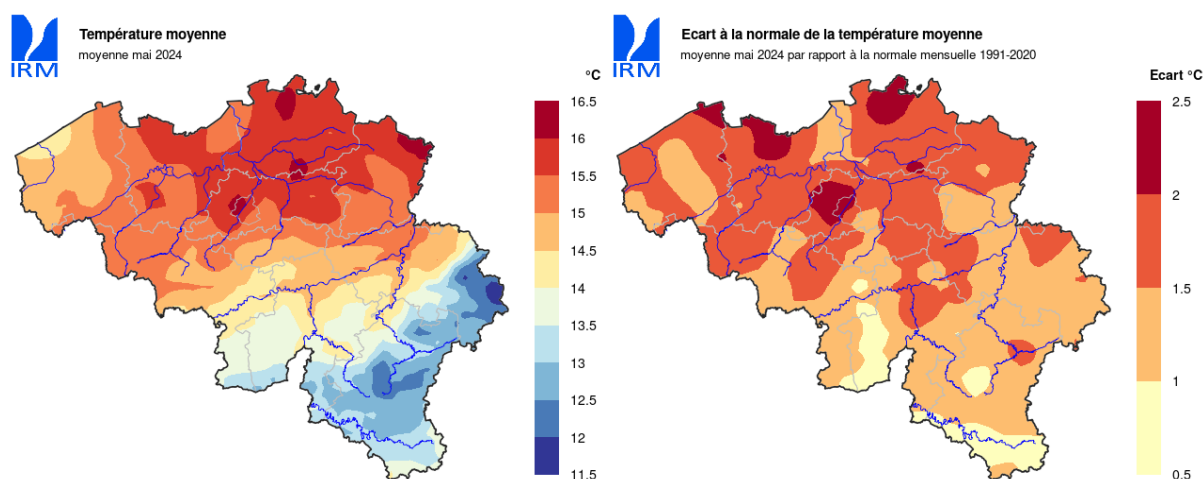 IRM
Température moyenne
moyenne mai 2024
°C
16.5
16
15.5
15
14.5
14
13.5
13
12.5
12
11.5
IRM
Ecart à la normale de la température moyenne
moyenne mai 2024 par rapport à la normale mensuelle 1991-2020
Ecart °C
2.5
2
1.5
1
0.5